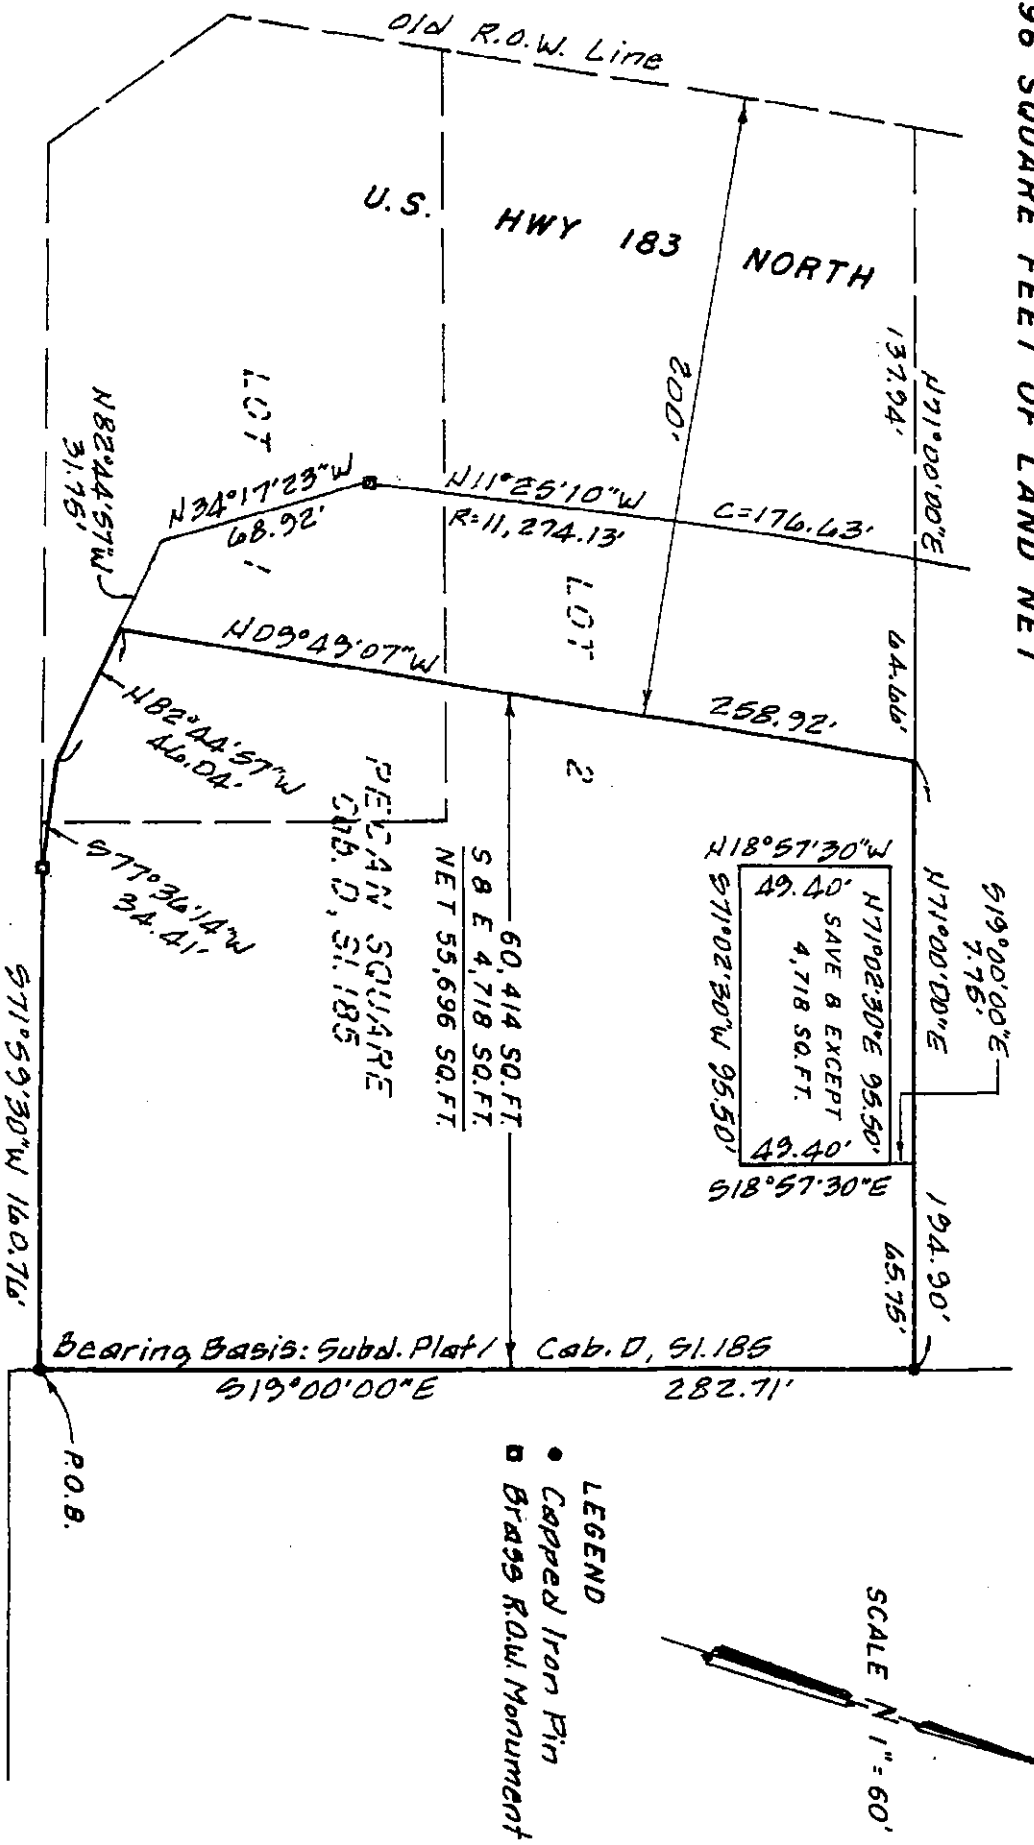 96 SQUARE FEET OF LAND NET
Old R.O.W. Line
U.S. HWY 183 NORTH
200'
N71°00'00"E
137.94'
64.66'
LOT 1
N34°17'23"W
68.92'
N82°44'57"W
31.75'
N11°25'10"W
R=11,274.13'
C=176.63'
LOT 2
N09°49'07"W
258.92'
N82°44'57"W
46.04'
S77°36'14"W
34.41'
PECAN SQUARE
Cab. D, Sl. 185
60,414 SQ.FT.
S & E 4,718 SQ.FT.
NET 55,696 SQ.FT.
S19°00'00"E
7.75'
N71°00'00"E
194.90'
65.75'
N18°57'30"W
49.40'
N71°02'30"E 95.50'
SAVE & EXCEPT
4,718 SQ.FT.
S71°02'30"W 95.50'
49.40'
S18°57'30"E
S71°59'30"W 160.76'
Bearing Basis: Subd. Plat / Cab. D, Sl. 185
S19°00'00"E
282.71'
P.O.B.
LEGEND
Capped Iron Pin
Brass R.O.W. Monument
SCALE 1" = 60'
N